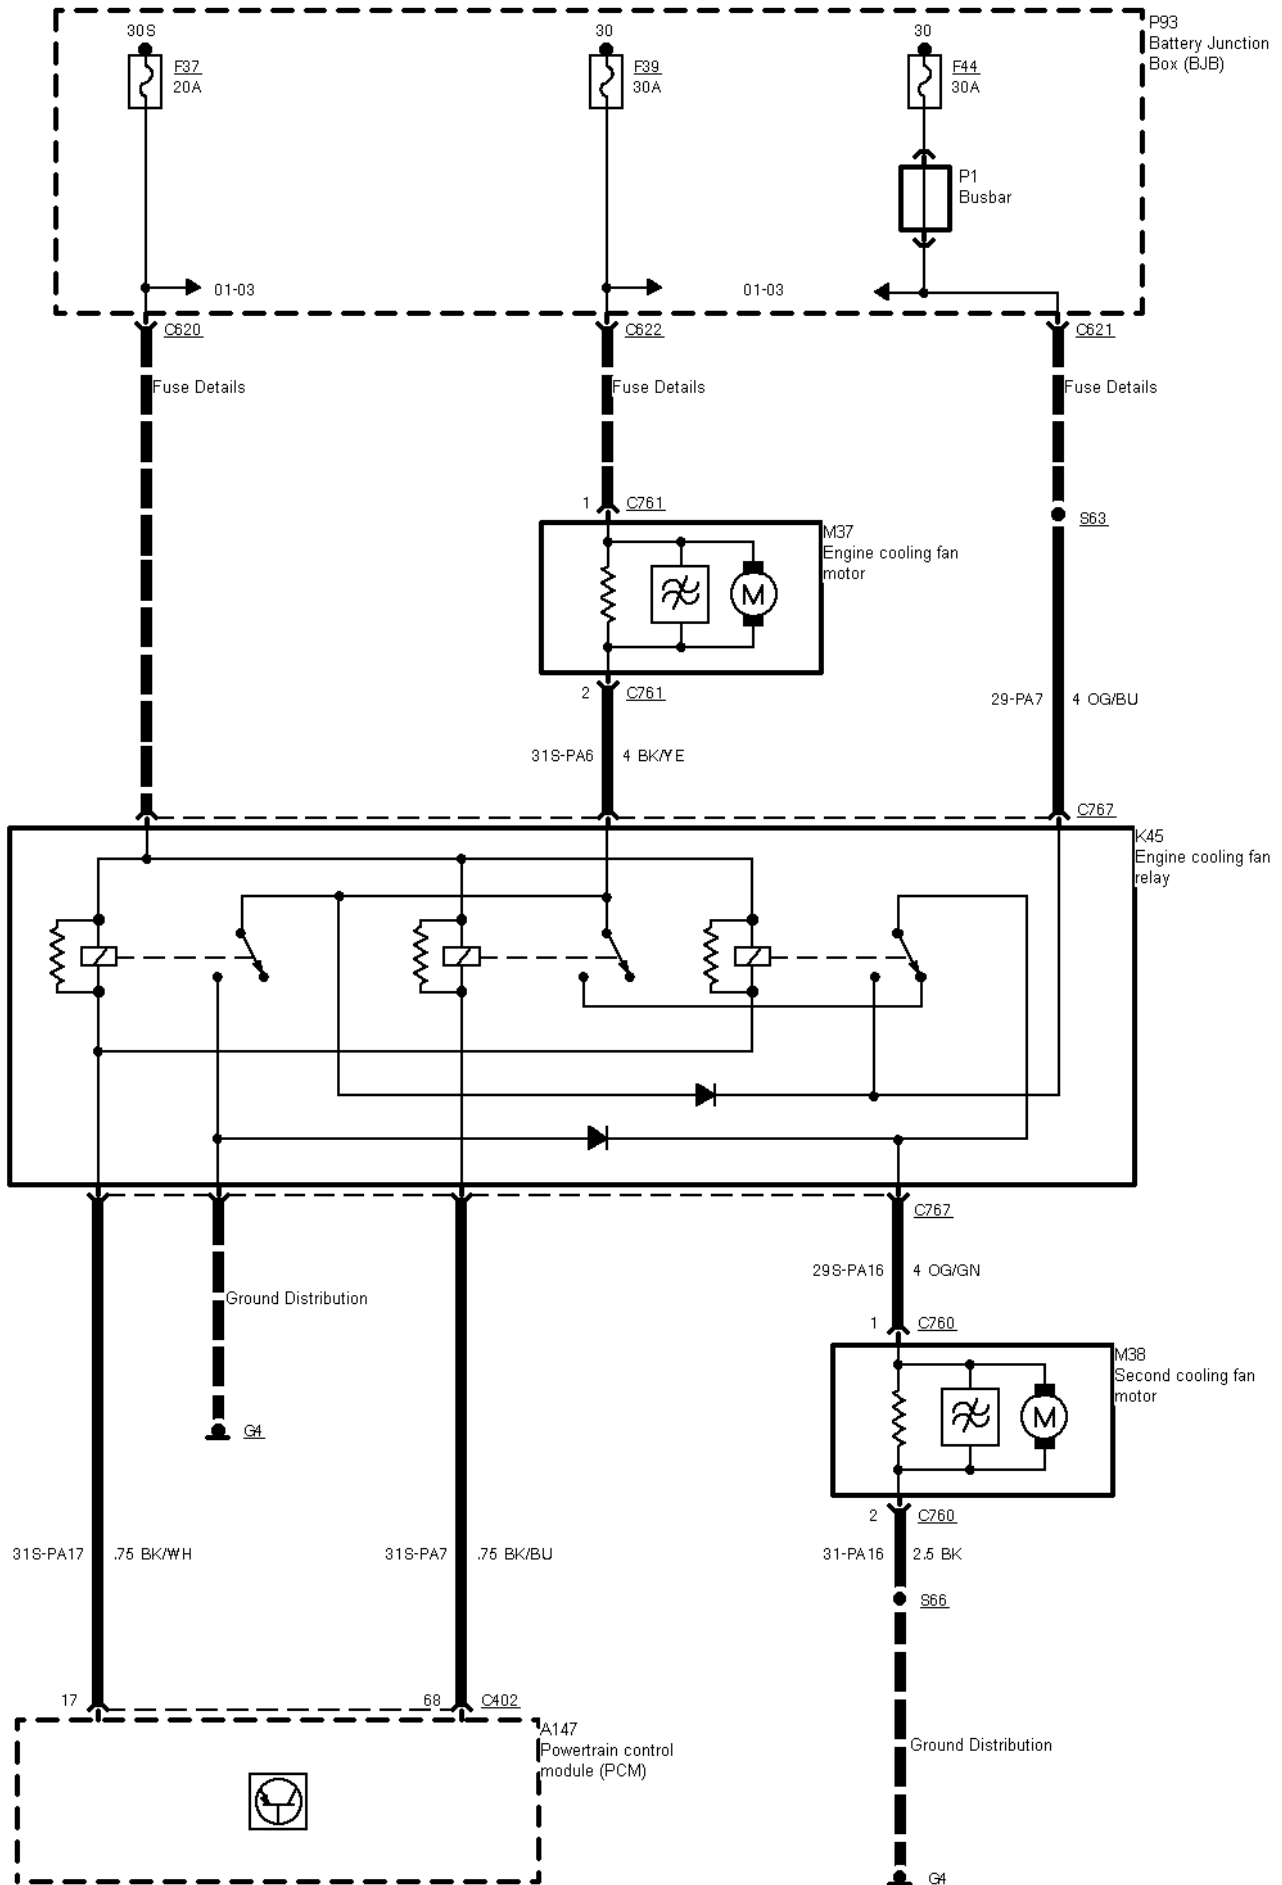 30S
30
30
P93
Battery Junction
Box (BJB)
F37
20A
F39
30A
F44
30A
P1
Busbar
01-03
01-03
C620
C622
C621
Fuse Details
Fuse Details
Fuse Details
1 C761
S63
M37
Engine cooling fan
motor
M
2 C761
29-PA7 4 OG/BU
31S-PA6 4 BK/YE
C767
K45
Engine cooling fan
relay
C767
29S-PA16 4 OG/GN
Ground Distribution
1 C760
M38
Second cooling fan
motor
M
G4
2 C760
31S-PA17 .75 BK/WH
31S-PA7 .75 BK/BU
31-PA16 2.5 BK
S66
17
68 C402
A147
Powertrain control
module (PCM)
Ground Distribution
G4